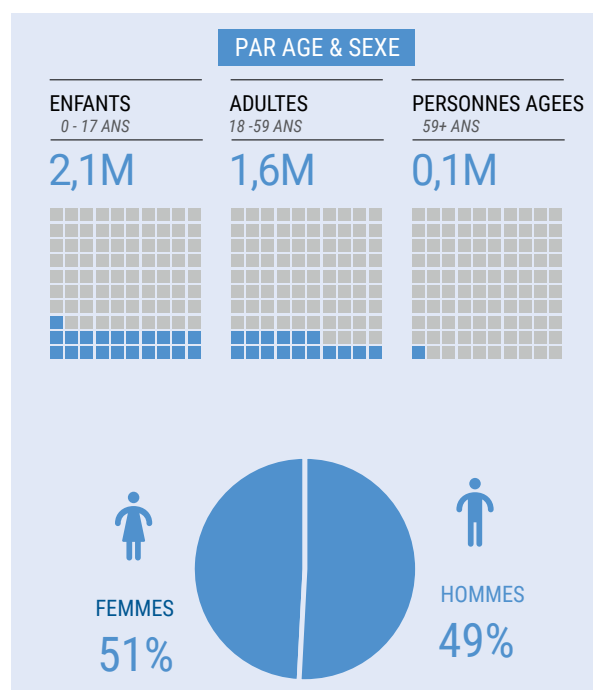 PAR AGE & SEXE
ENFANTS
0 - 17 ANS
2,1M
ADULTES
18 -59 ANS
1,6M
PERSONNES AGEES
59+ ANS
0,1M
FEMMES
51%
HOMMES
49%